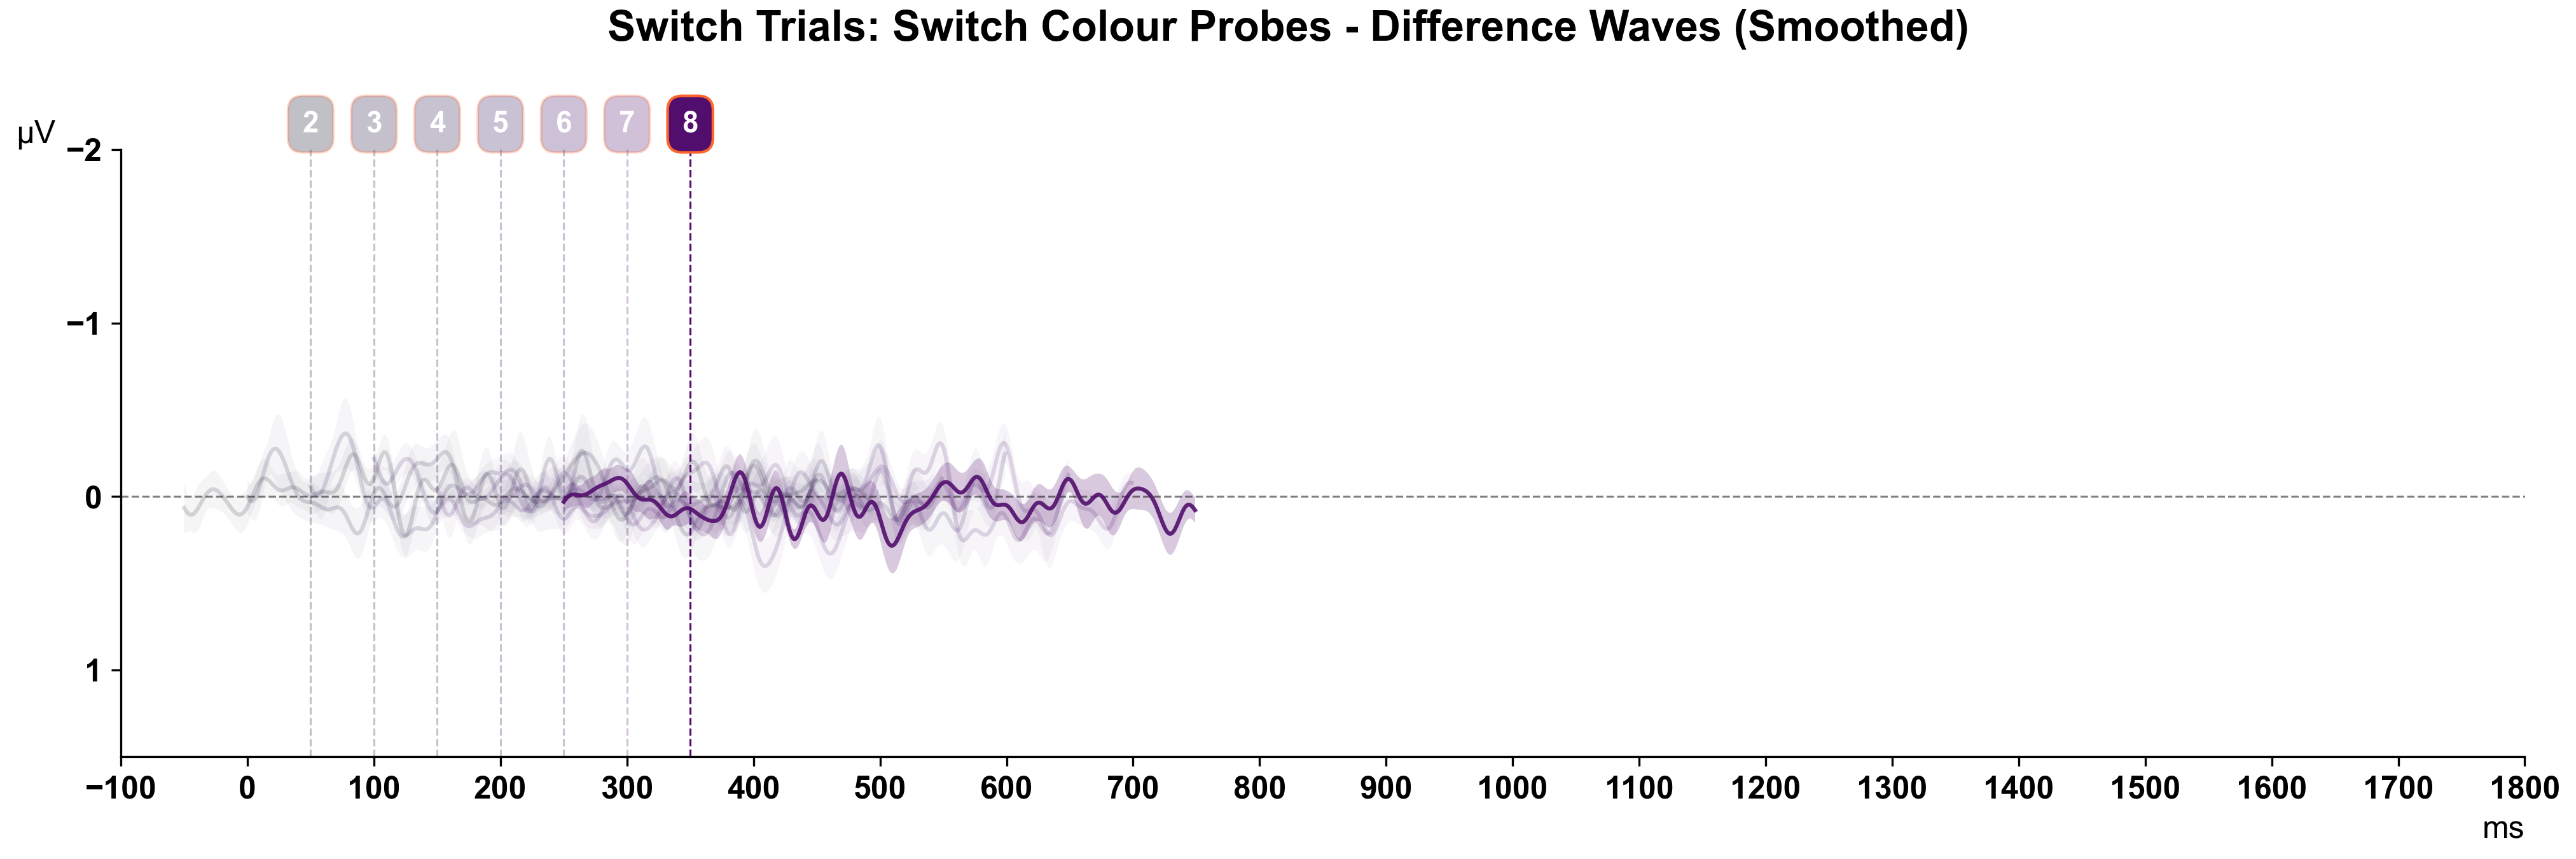 Switch Trials: Switch Colour Probes - Difference Waves (Smoothed)
2 3 4 5 6 7 8
µV
−2
−1
0
1
−100 0 100 200 300 400 500 600 700 800 900 1000 1100 1200 1300 1400 1500 1600 1700 1800
ms